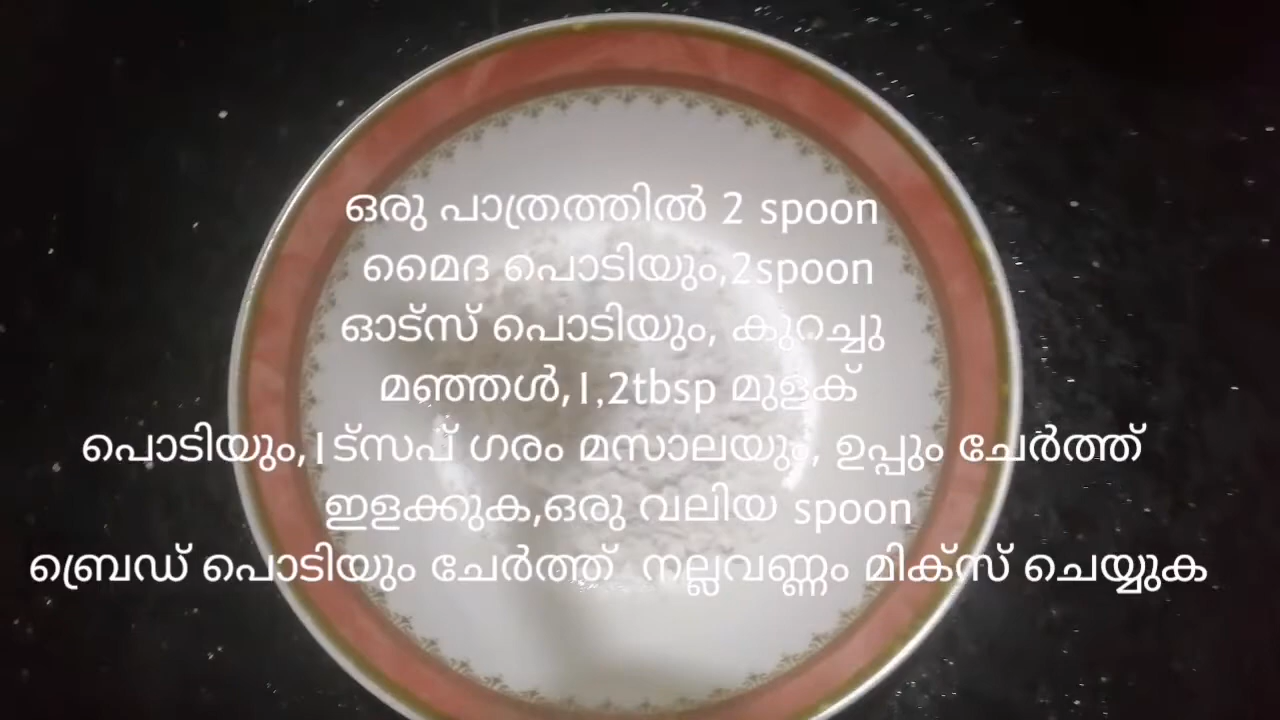 ഒരു പാത്രത്തിൽ 2 spoon
മൈദ പൊടിയും,2spoon
ഓട്സ് പൊടിയും, കുറച്ചു
മഞ്ഞൾ,1,2tbsp മുളക്
പൊടിയും,1ട്സപ് ഗരം മസാലയും, ഉപ്പും ചേർത്ത്
ഇളക്കുക,ഒരു വലിയ spoon
ബ്രെഡ് പൊടിയും ചേർത്ത് നല്ലവണ്ണം മിക്സ് ചെയ്യുക